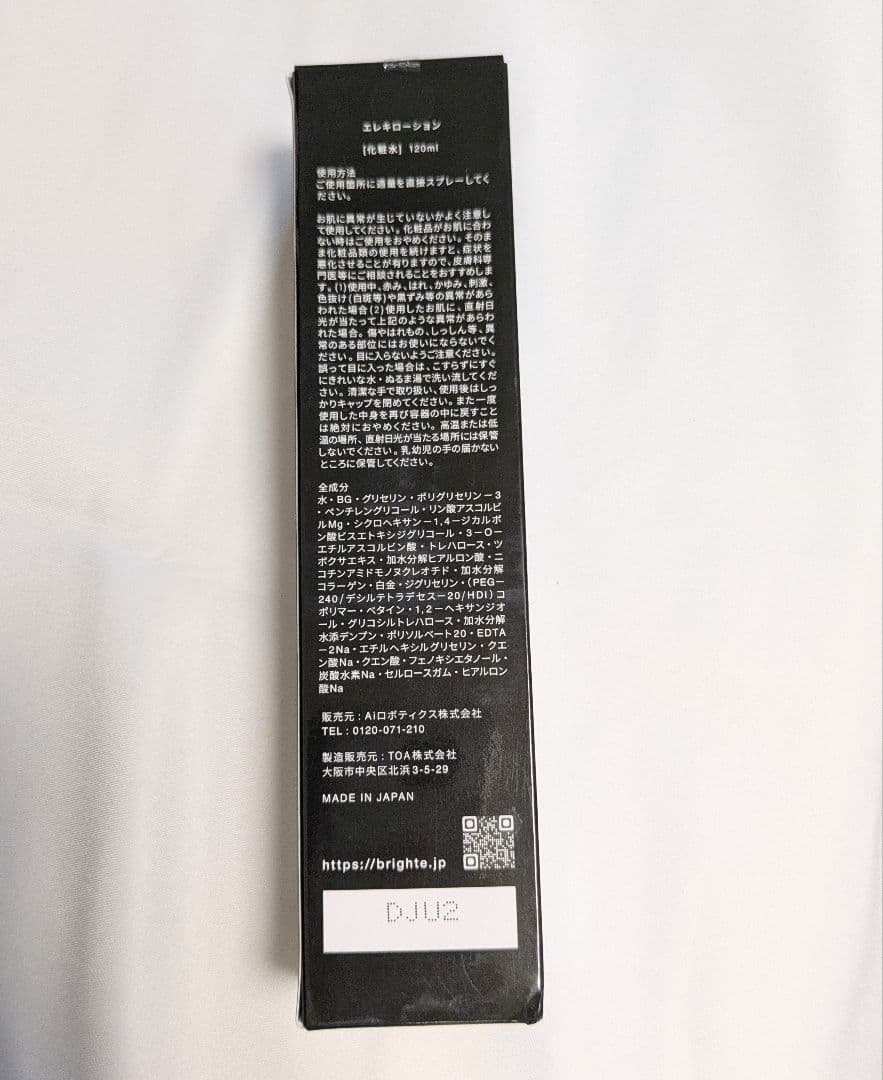 エレキローション
[化粧水] 120ml
使用方法
ご使用箇所に適量を直接スプレーしてく
ださい。
お肌に異常が生じていないかよく注意し
て使用してください。化粧品がお肌に合わ
ない時はご使用をおやめください。そのま
ま化粧品類の使用を続けますと、症状を
悪化させることが有りますので、皮膚科専
門医等にご相談されることをおすすめしま
す。(1)使用中、赤み、はれ、かゆみ、刺激、
色抜け(白斑等)や黒ずみ等の異常があら
われた場合(2)使用したお肌に、直射日
光が当たって上記のような異常があらわ
れた場合。傷やはれもの、しっしん等、異
常のある部位にはお使いにならないでく
ださい。目に入らないようご注意ください。
誤って目に入った場合は、こすらずにすぐ
にきれいな水・ぬるま湯で洗い流してくだ
さい。清潔な手で取り扱い、使用後はしっ
かりキャップを閉めてください。また一度
使用した中身を再び容器の中に戻すこと
は絶対におやめください。高温または低
温の場所、直射日光が当たる場所には保管
しないでください。乳幼児の手の届かない
ところに保管してください。
全成分
水・BG・グリセリン・ポリグリセリン－3
・ペンチレングリコール・リン酸アスコルビ
ルMg・シクロヘキサン－1,4－ジカルボ
ン酸ビスエトキシジグリコール・3－O－
エチルアスコルビン酸・トレハロース・ツ
ボクサエキス・加水分解ヒアルロン酸・ニ
コチンアミドモノヌクレオチド・加水分解
コラーゲン・白金・ジグリセリン・(PEG－
240/デシルテトラデセス－20/HDI)コ
ポリマー・ベタイン・1,2－ヘキサンジオ
ール・グリコシルトレハロース・加水分解
水添デンプン・ポリソルベート20・EDTA
－2Na・エチルヘキシルグリセリン・クエ
ン酸Na・クエン酸・フェノキシエタノール・
炭酸水素Na・セルロースガム・ヒアルロン
酸Na
販売元：Aiロボティクス株式会社
TEL：0120-071-210
製造販売元：TOA株式会社
大阪市中央区北浜3-5-29
MADE IN JAPAN
https://brighte.jp
DJU2